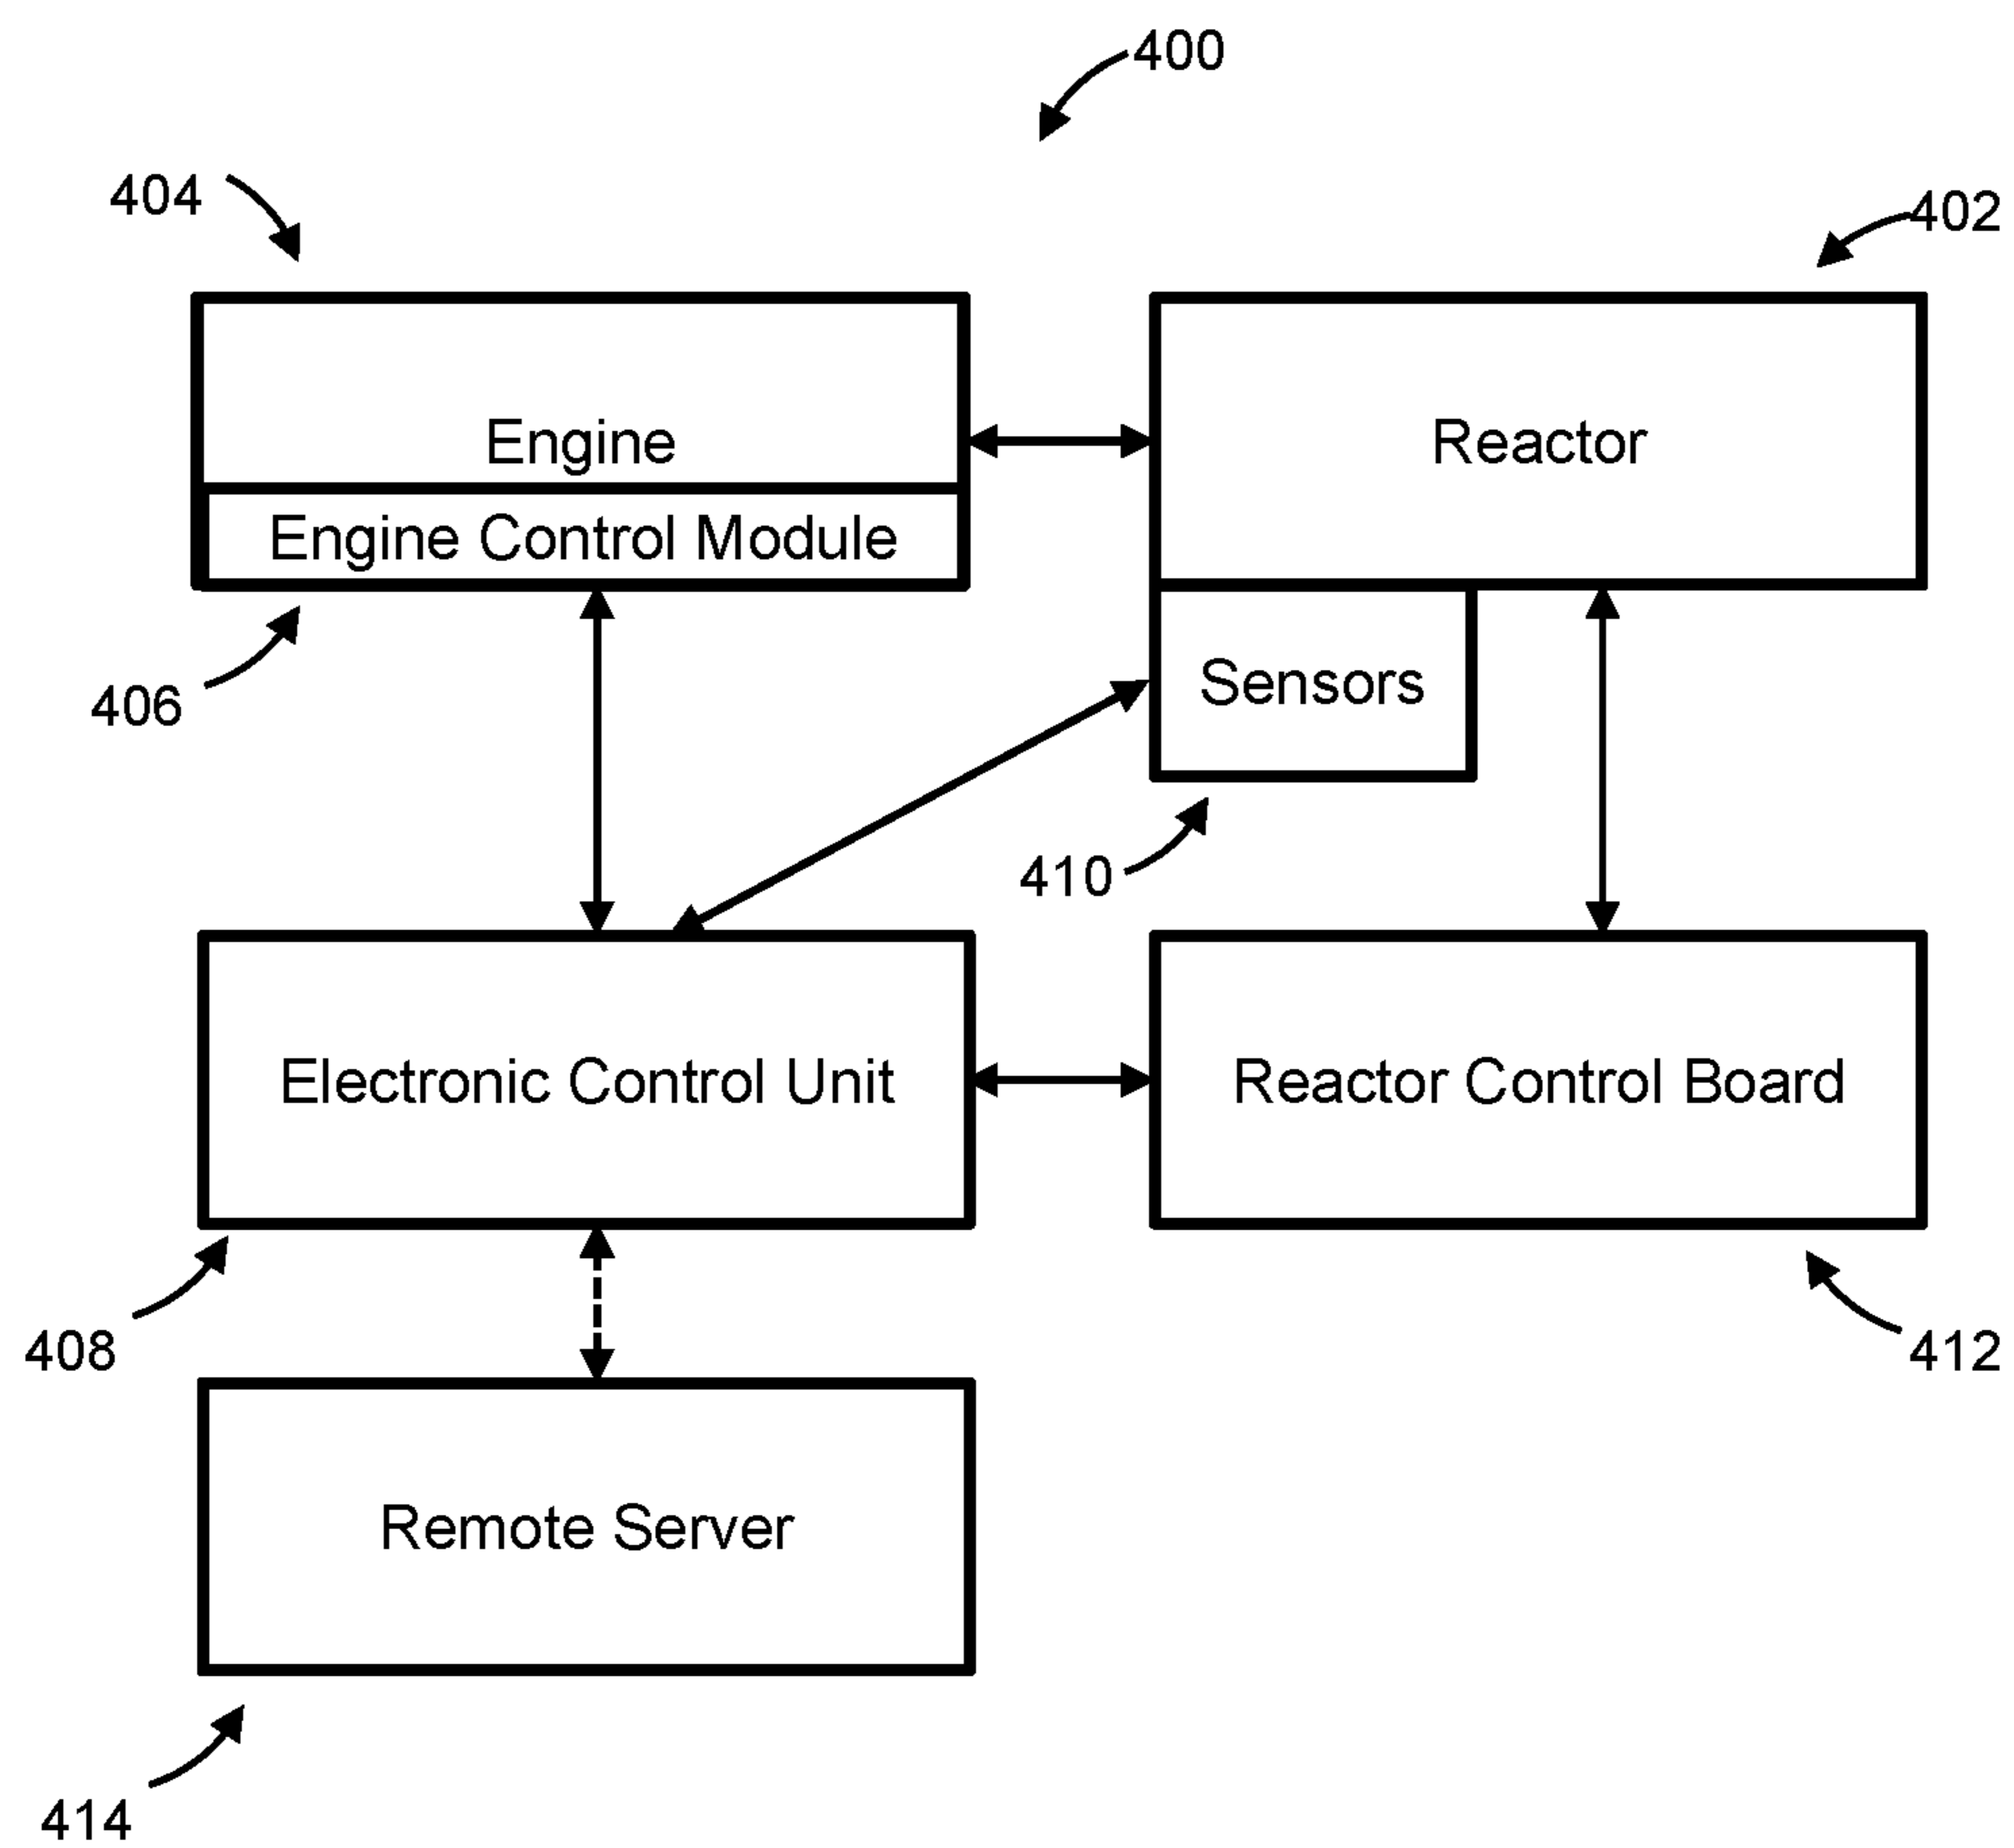 400
404
402
Engine
Reactor
Engine Control Module
406
Sensors
410
Electronic Control Unit
Reactor Control Board
408
412
Remote Server
414